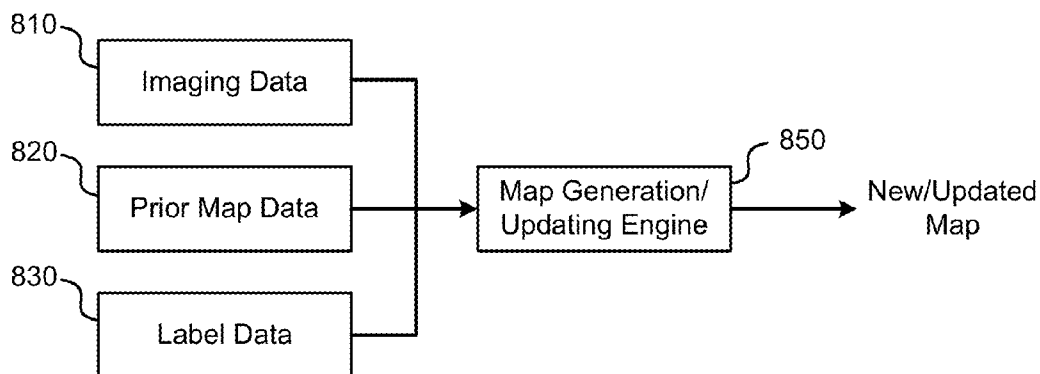 810
Imaging Data
820
Prior Map Data
830
Label Data
850
Map Generation/
Updating Engine
New/Updated
Map